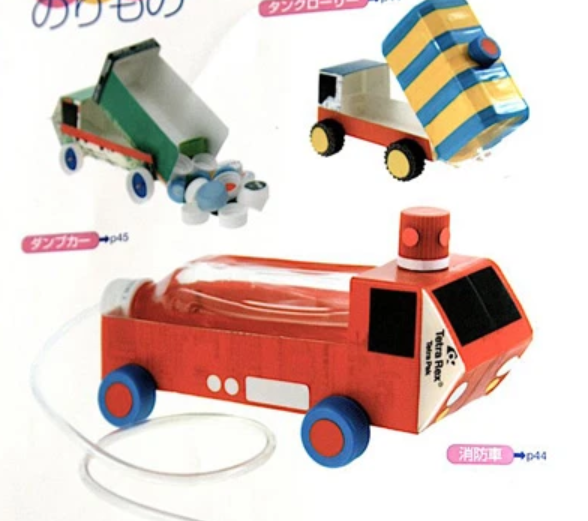 のりもの
タンクローリー
ダンプカー➡p45
Tetra Rex®
Tetra Pak
消防車➡p44